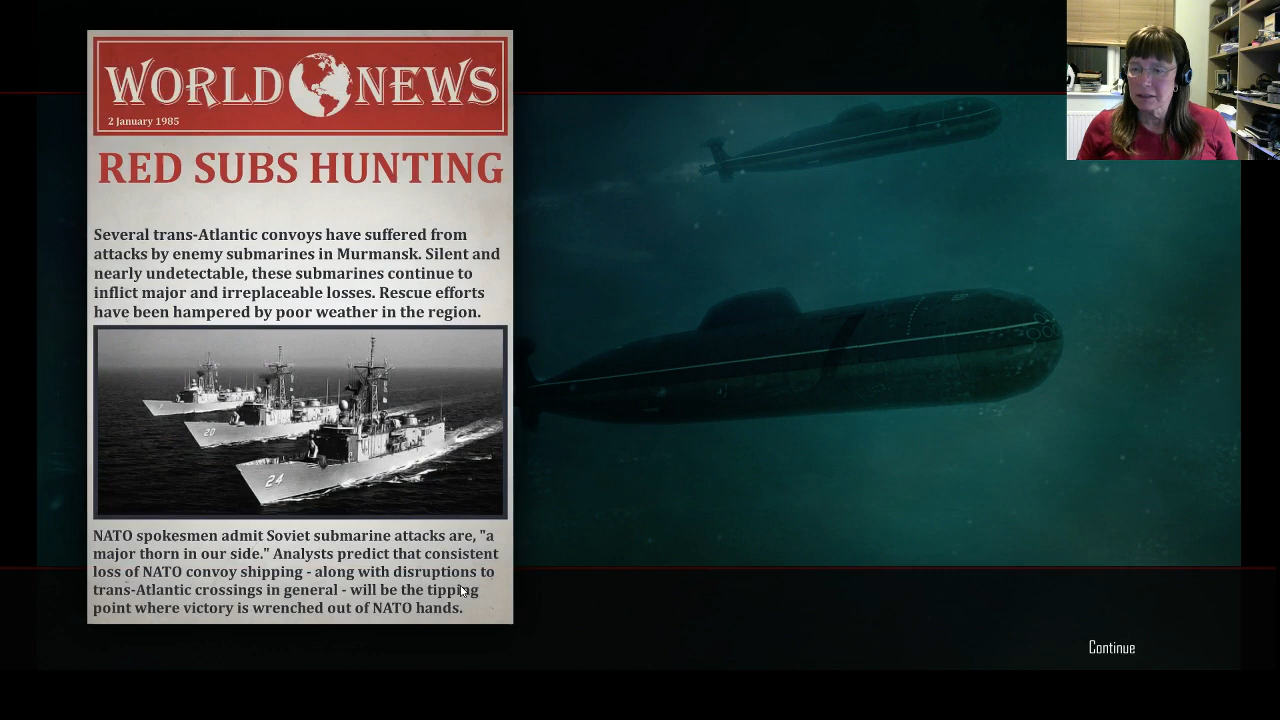 WORLD NEWS
2 January 1985
RED SUBS HUNTING
Several trans-Atlantic convoys have suffered from
attacks by enemy submarines in Murmansk. Silent and
nearly undetectable, these submarines continue to
inflict major and irreplaceable losses. Rescue efforts
have been hampered by poor weather in the region.
20
24
NATO spokesmen admit Soviet submarine attacks are, "a
major thorn in our side." Analysts predict that consistent
loss of NATO convoy shipping - along with disruptions to
trans-Atlantic crossings in general - will be the tipping
point where victory is wrenched out of NATO hands.
Continue